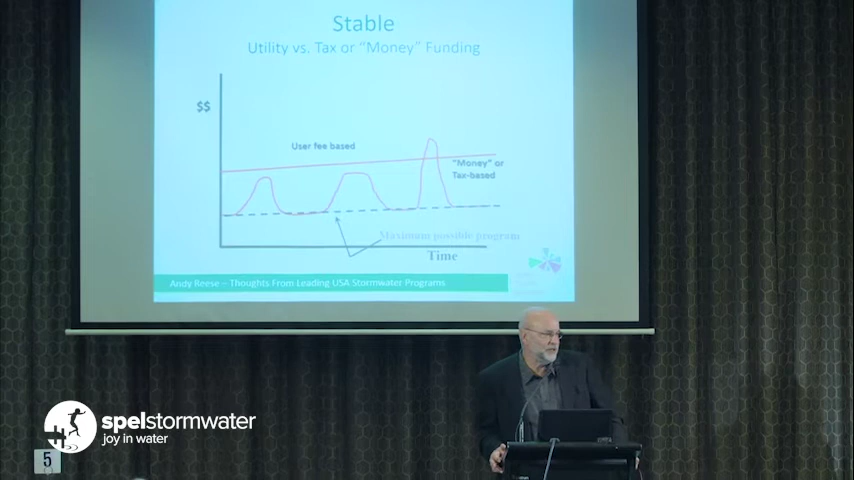 Stable
Utility vs. Tax or "Money" Funding
$$
User fee based
"Money" or
Tax-based
Maximum possible program
Time
Andy Reese – Thoughts From Leading USA Stormwater Programs
spelstormwater
joy in water
5